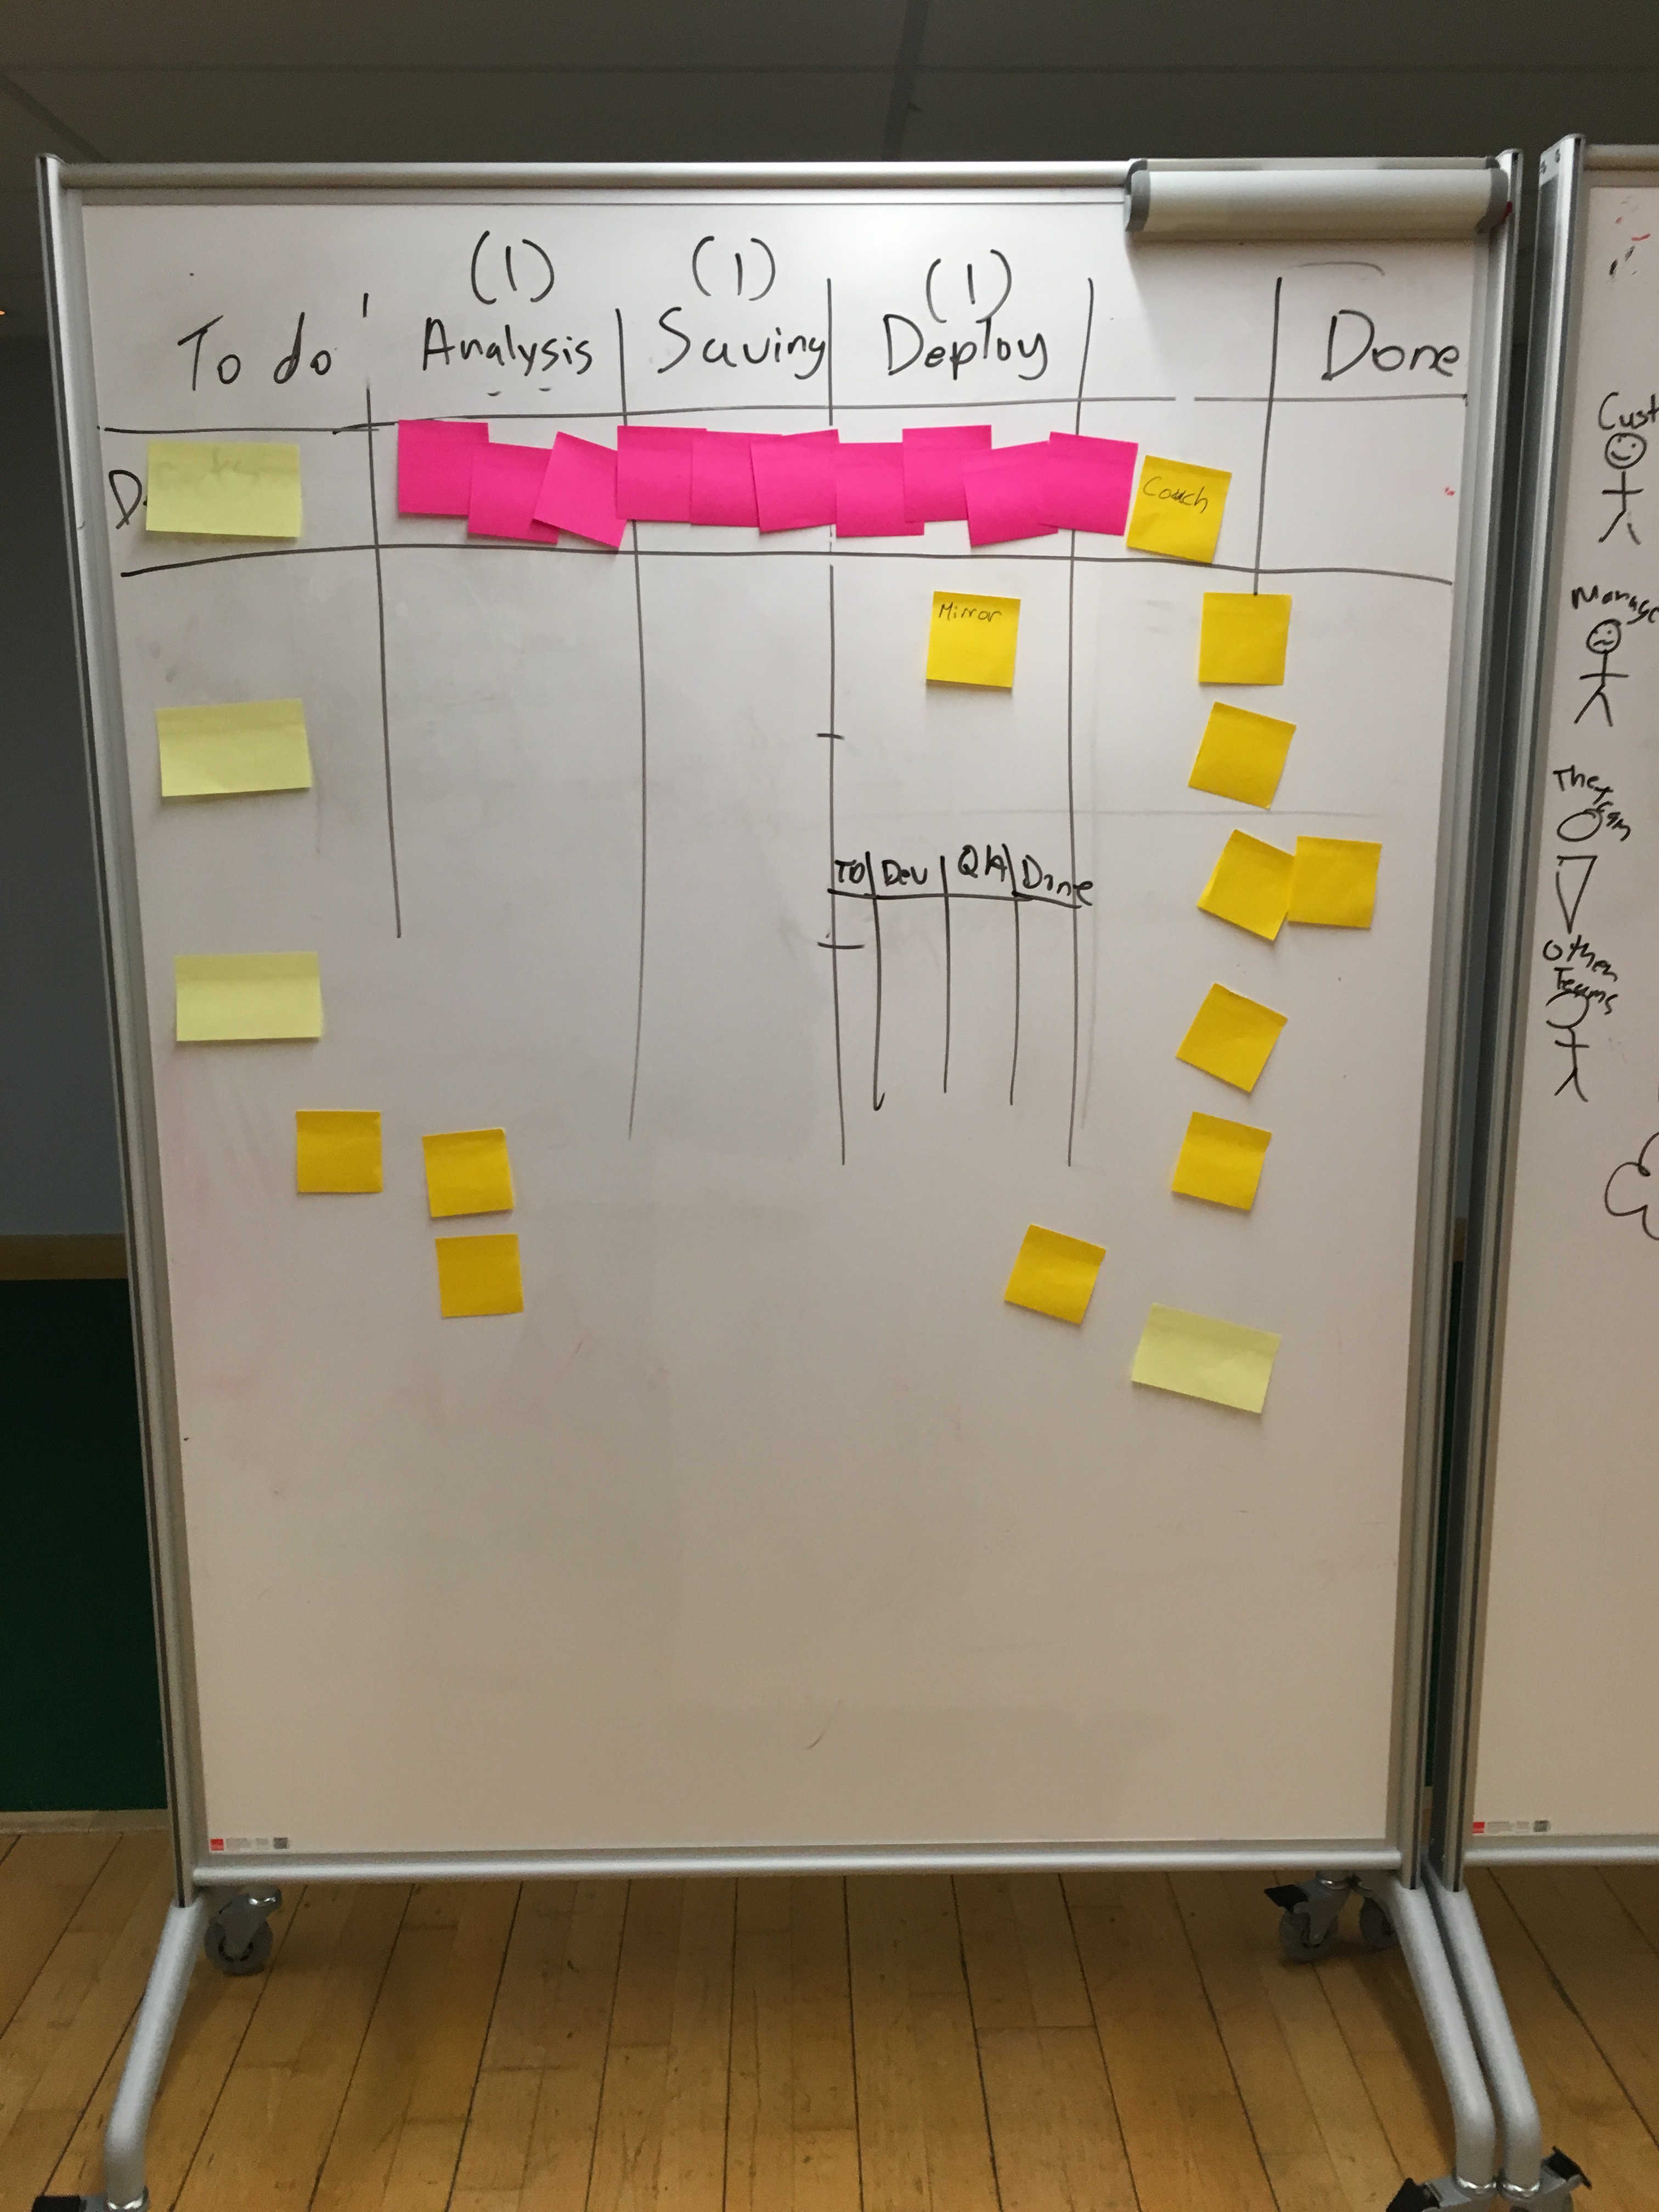 (1) (1) (1)
To do Analysis Saving Deploy Done
D
Couch
Mirror
TO Dev QA Done
Cust
Manage
The Team
Other
Teams